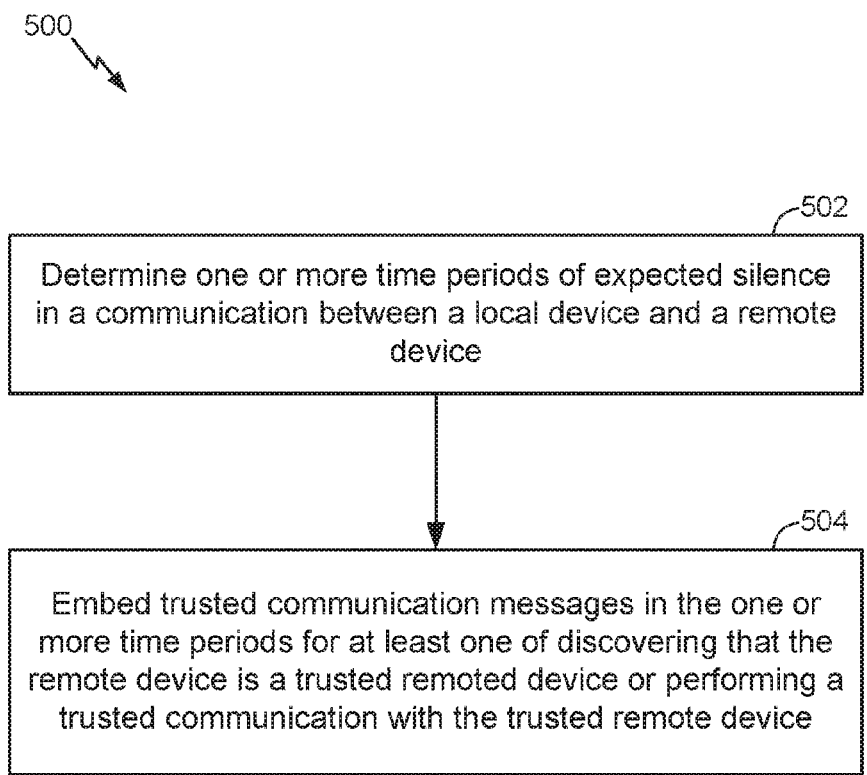 500
502
Determine one or more time periods of expected silence
in a communication between a local device and a remote
device
504
Embed trusted communication messages in the one or
more time periods for at least one of discovering that the
remote device is a trusted remoted device or performing a
trusted communication with the trusted remote device